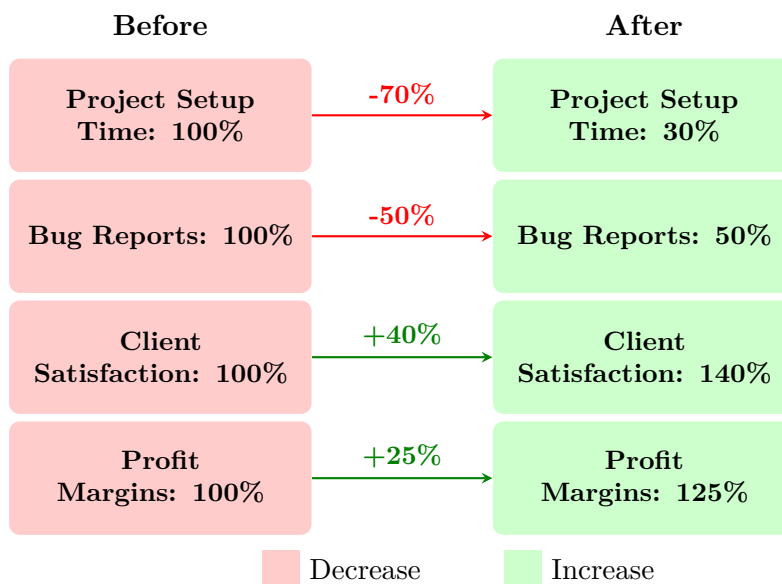 Before
After
Project Setup
Time: 100%
-70%
Project Setup
Time: 30%
Bug Reports: 100%
-50%
Bug Reports: 50%
Client
Satisfaction: 100%
+40%
Client
Satisfaction: 140%
Profit
Margins: 100%
+25%
Profit
Margins: 125%
Decrease
Increase